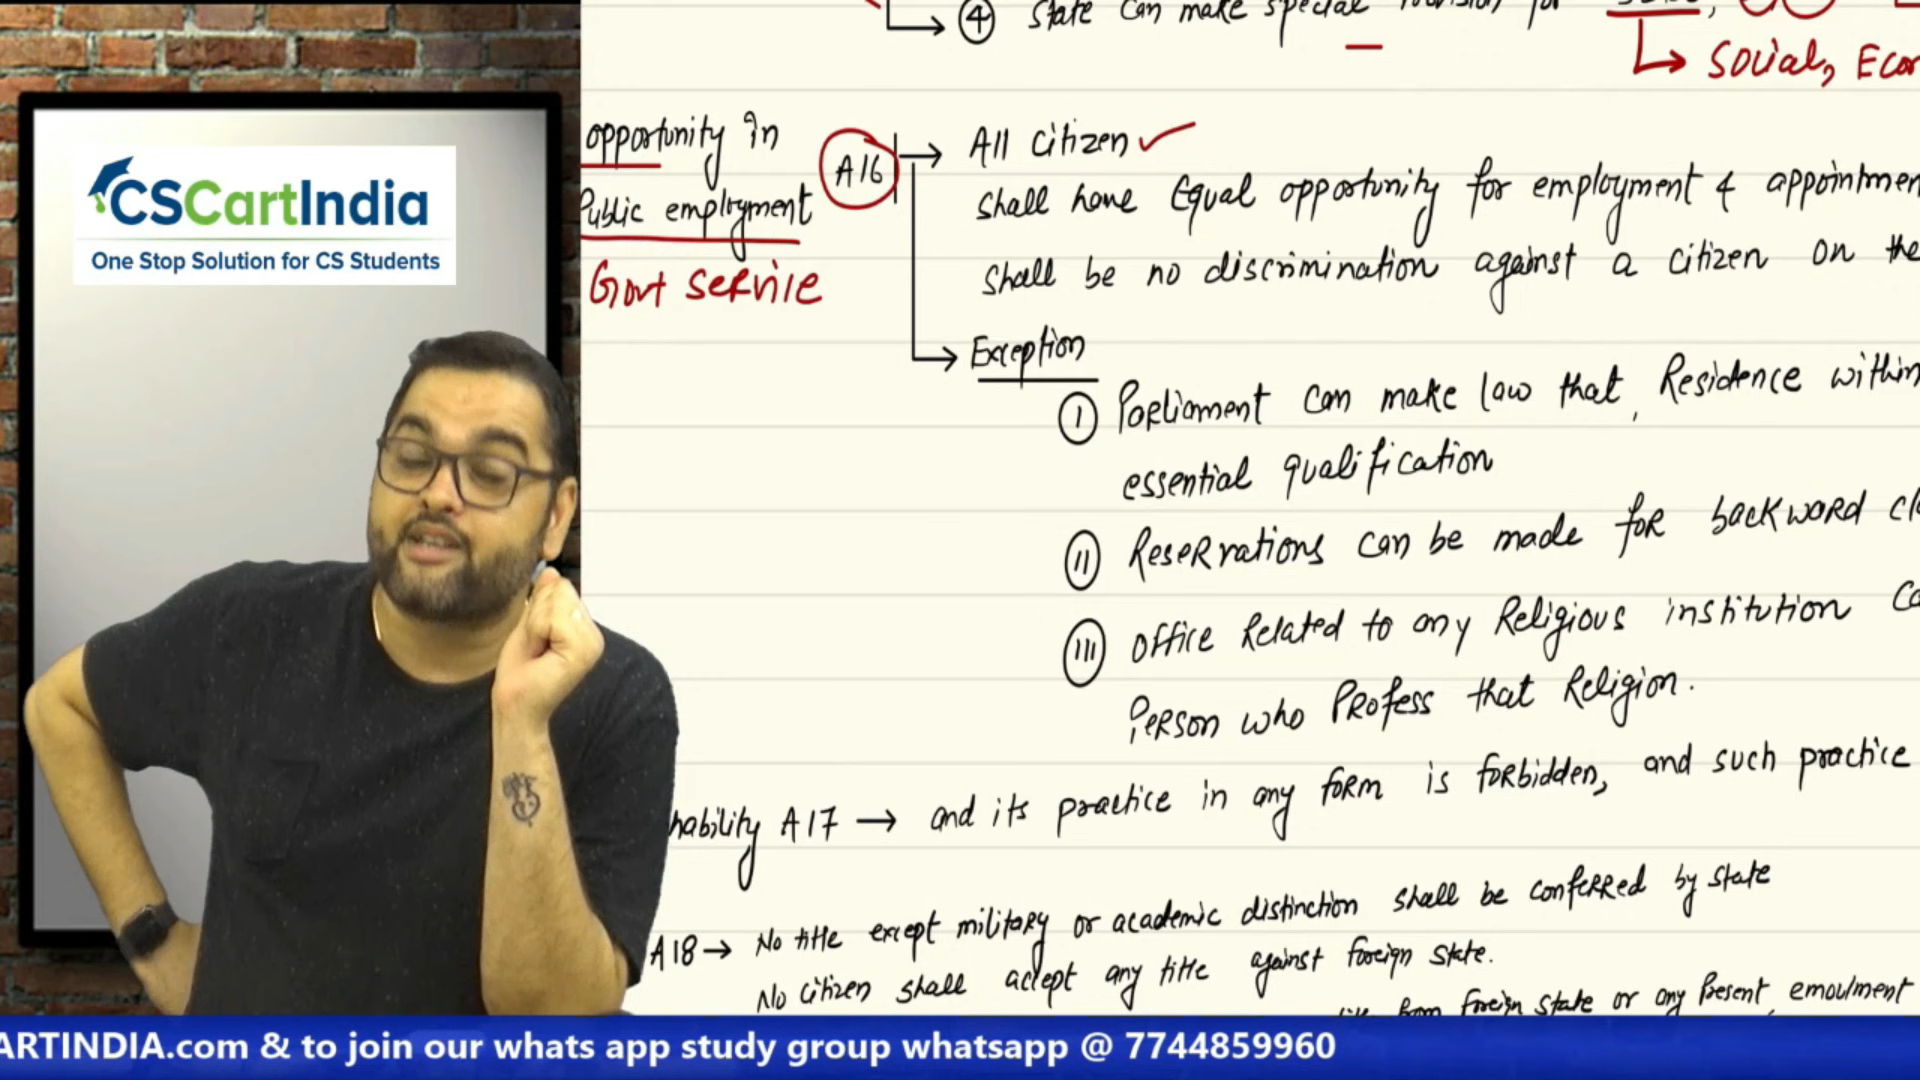 ④ State can make special provision for
→ Social, Econ
opportunity in
Public employment
Govt service
A16
→ All citizen ✓
shall have Equal opportunity for employment & appointmen
shall be no discrimination against a citizen on the
→ Exception
Ⓘ Parliament can make law that, Residence within
essential qualification
ⓘⓘ Reservations can be made for backward cl
ⓘⓘⓘ office Related to any Religious institution Ca
Person who Profess that Religion.
hability A17 → and its practice in any form is forbidden, and such practice
A18 → No title except military or academic distinction shall be conferred by state
No citizen shall accept any title against foreign state.
from foreign state or any Present, emoulment
CSCartIndia
One Stop Solution for CS Students
ARTINDIA.com & to join our whats app study group whatsapp @ 7744859960